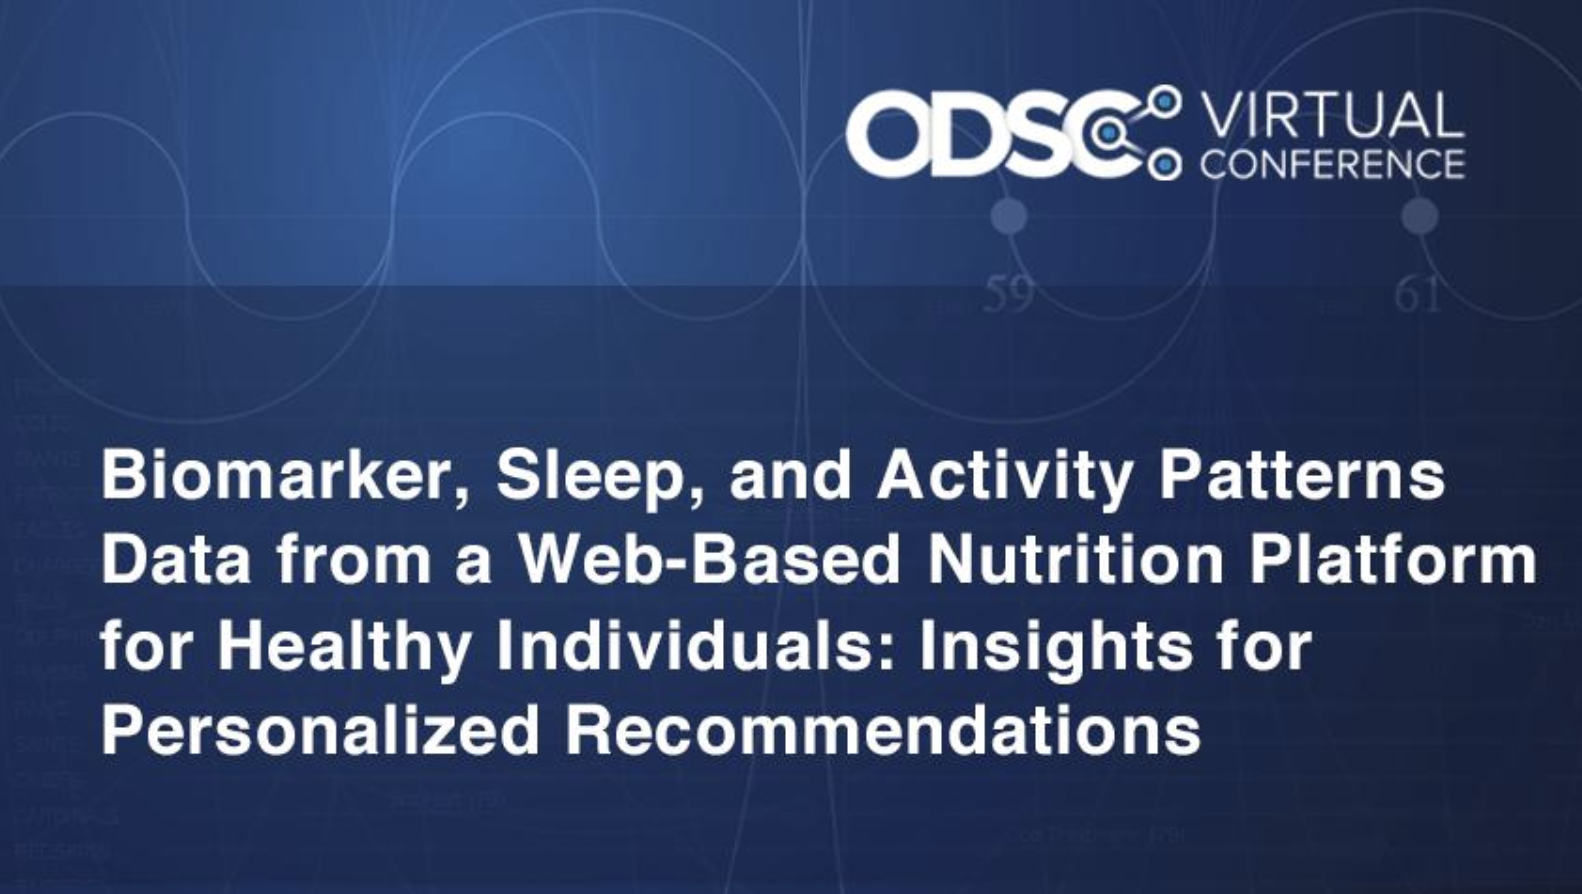 ODSC VIRTUAL
CONFERENCE
59 61
Biomarker, Sleep, and Activity Patterns
Data from a Web-Based Nutrition Platform
for Healthy Individuals: Insights for
Personalized Recommendations